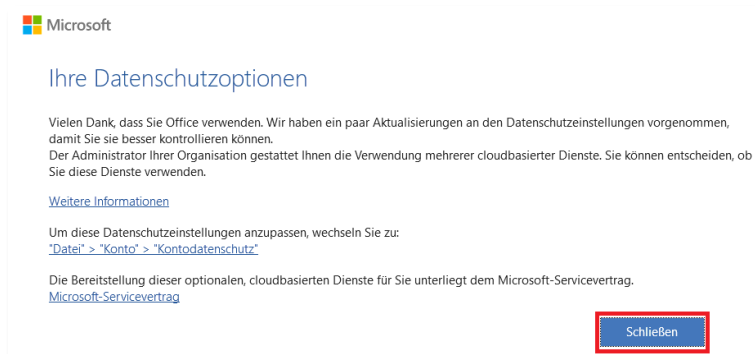 Microsoft
Ihre Datenschutzoptionen
Vielen Dank, dass Sie Office verwenden. Wir haben ein paar Aktualisierungen an den Datenschutzeinstellungen vorgenommen,
damit Sie sie besser kontrollieren können.
Der Administrator Ihrer Organisation gestattet Ihnen die Verwendung mehrerer cloudbasierter Dienste. Sie können entscheiden, ob
Sie diese Dienste verwenden.
Weitere Informationen
Um diese Datenschutzeinstellungen anzupassen, wechseln Sie zu:
"Datei" > "Konto" > "Kontodatenschutz"
Die Bereitstellung dieser optionalen, cloudbasierten Dienste für Sie unterliegt dem Microsoft-Servicevertrag.
Microsoft-Servicevertrag
Schließen